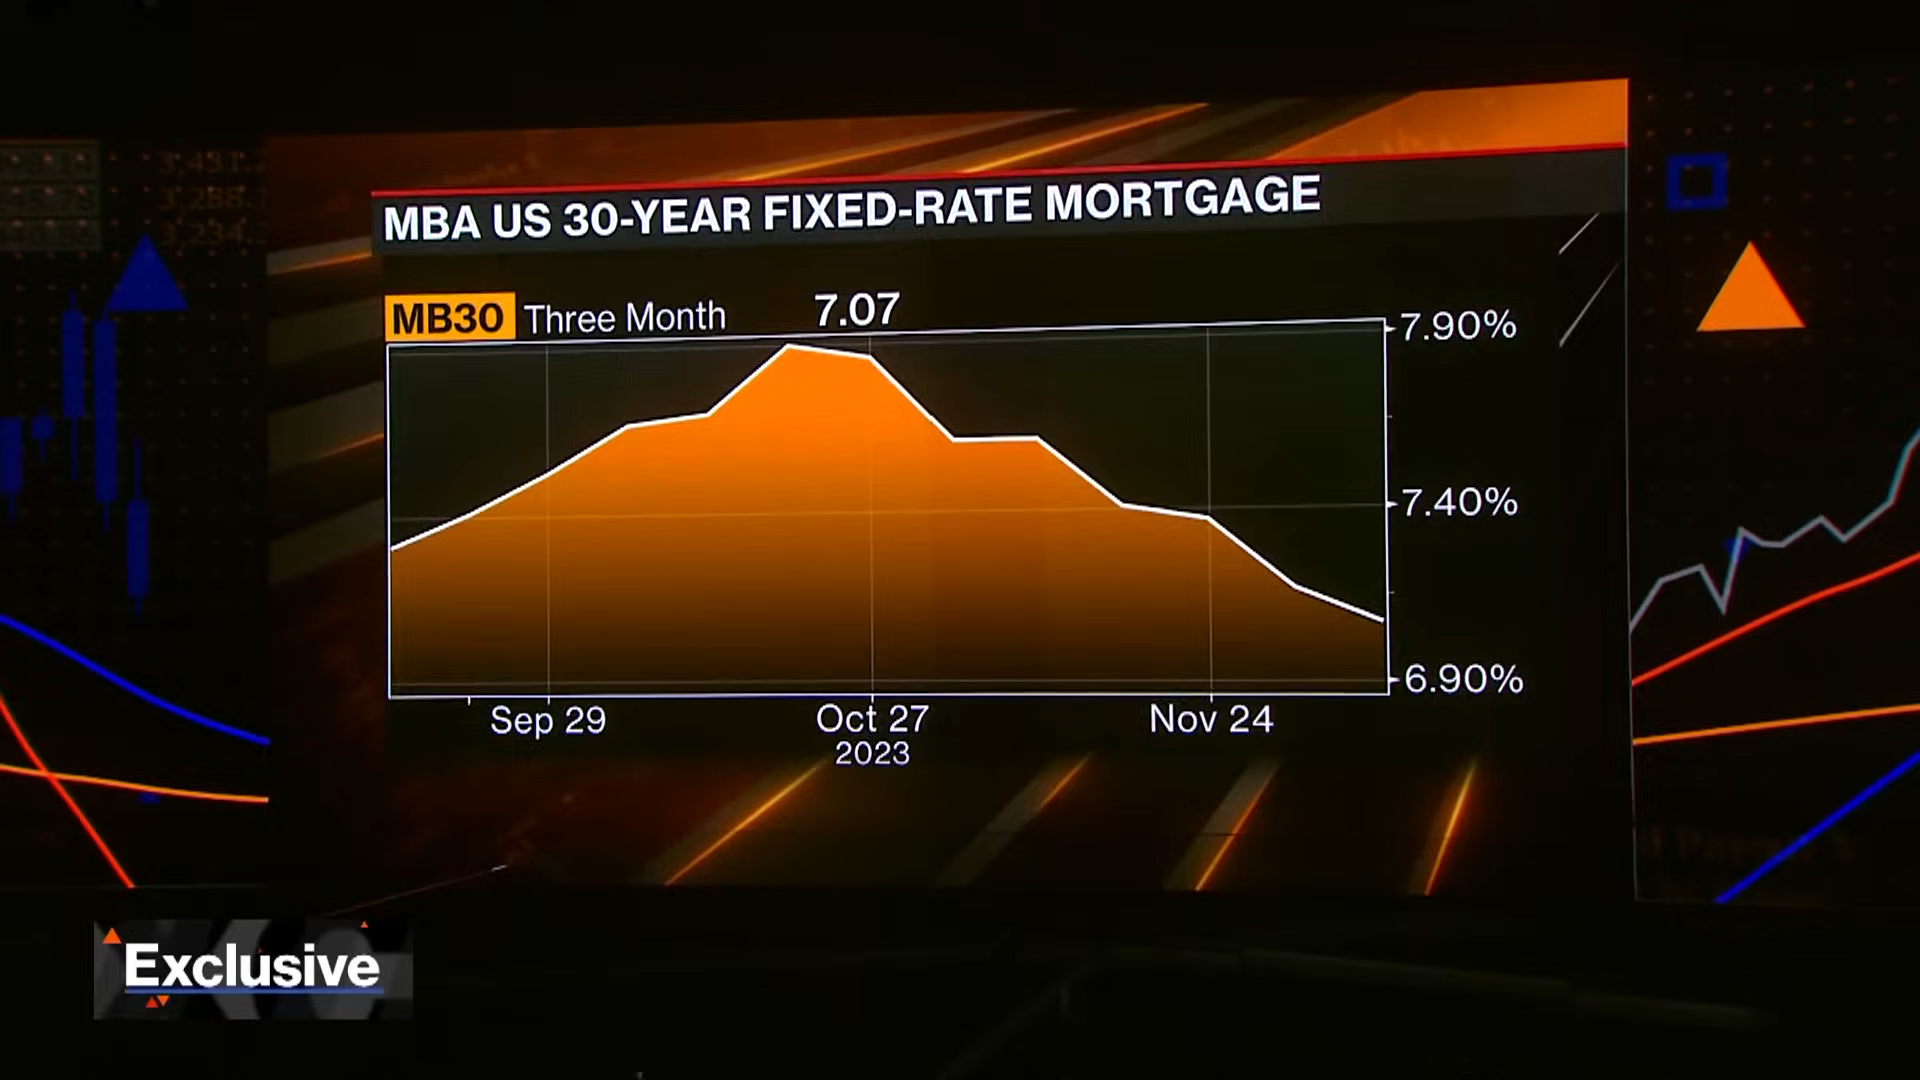 MBA US 30-YEAR FIXED-RATE MORTGAGE
MB30 Three Month 7.07
7.90%
7.40%
6.90%
Sep 29 Oct 27 Nov 24
2023
Exclusive